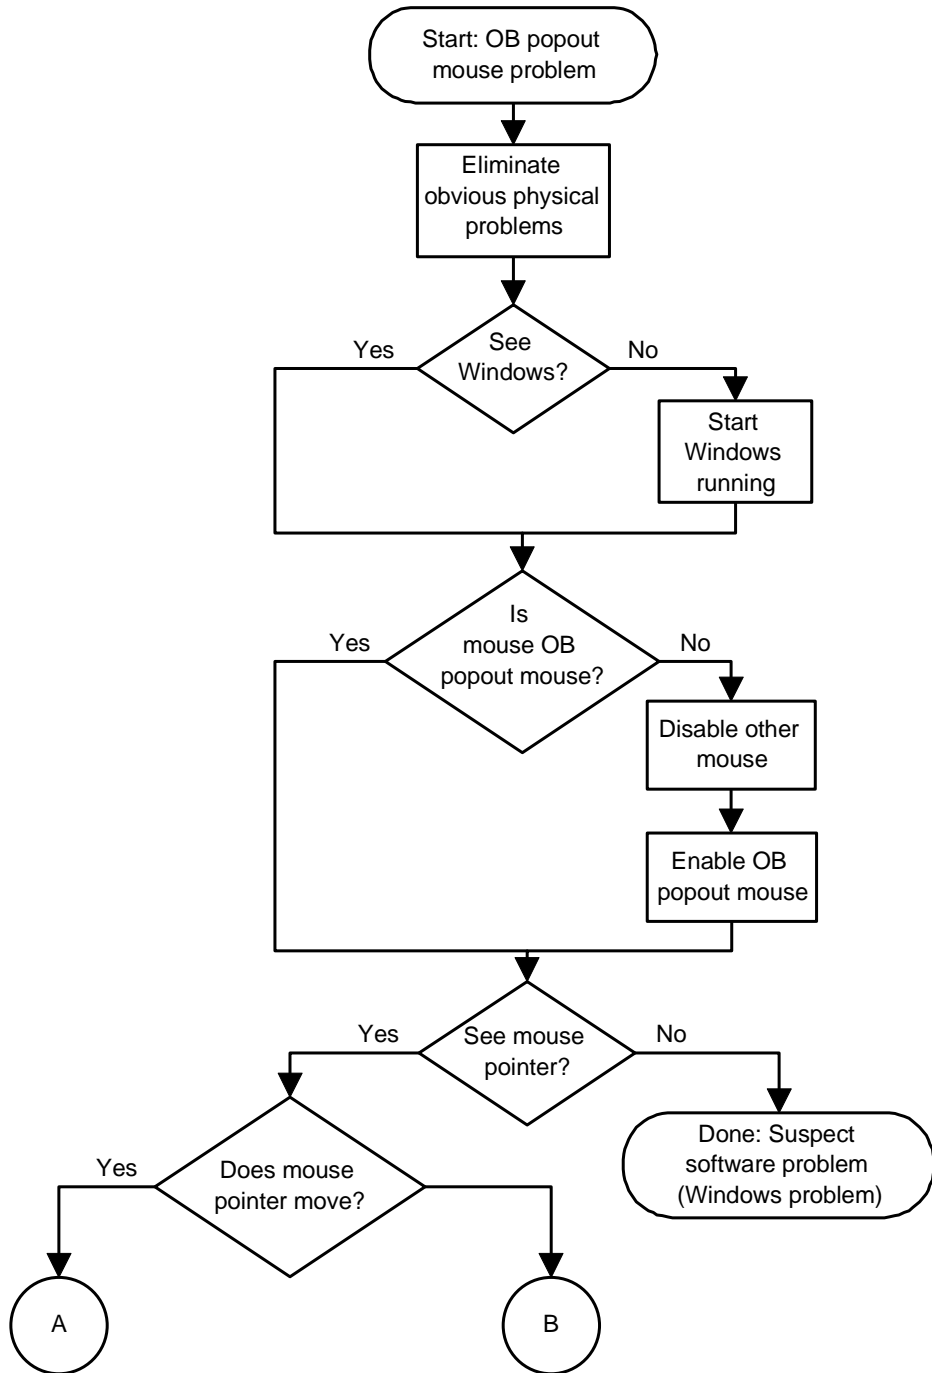 Start: OB popout
mouse problem
Eliminate
obvious physical
problems
Yes
See
Windows?
No
Start
Windows
running
Yes
Is
mouse OB
popout mouse?
No
Disable other
mouse
Enable OB
popout mouse
Yes
See mouse
pointer?
No
Done: Suspect
software problem
(Windows problem)
Yes
Does mouse
pointer move?
A
B